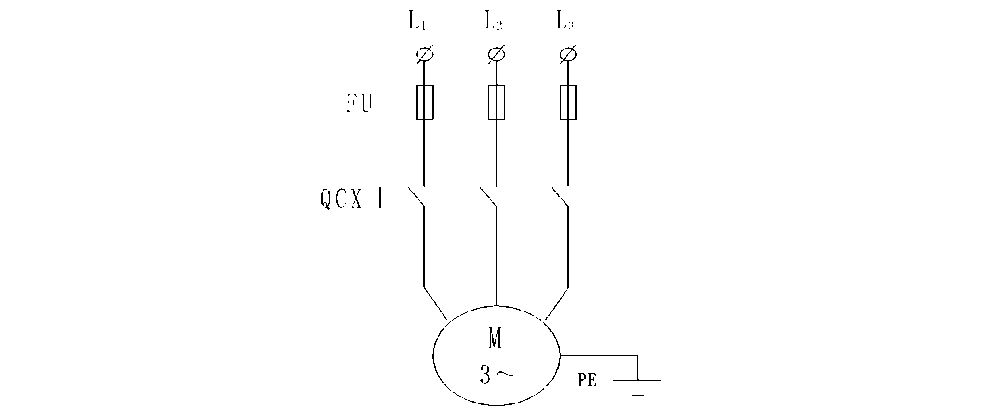 L₁ L₂ L₃
FU
QCX I
M
3～
PE